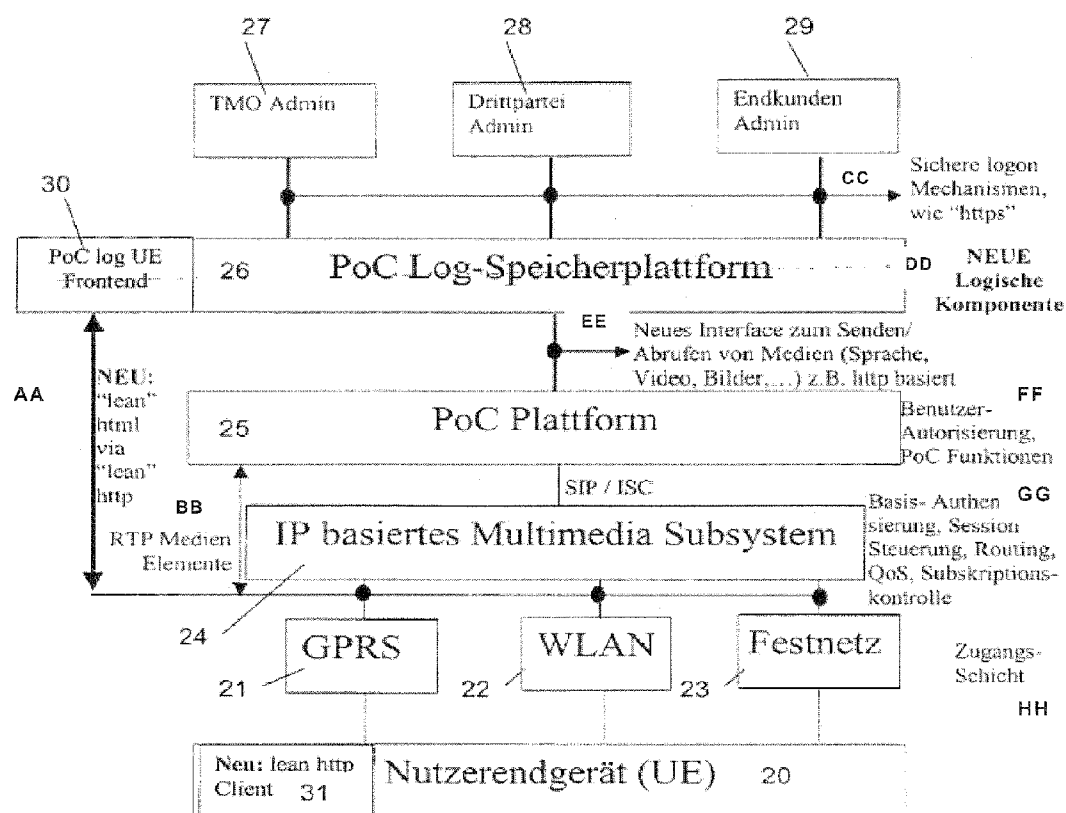 27
28
29
TMO Admin
Drittpartei
Admin
Endkunden
Admin
CC
Sichere logon
Mechanismen,
wie “https”
30
PoC log UE
Frontend
26
PoC Log-Speicherplattform
DD
NEUE
Logische
Komponente
EE
Neues Interface zum Senden/
Abrufen von Medien (Sprache,
Video, Bilder,...) z.B. http basiert
AA
NEU:
“lean”
html
via
“lean”
http
25
PoC Plattform
FF
Benutzer-
Autorisierung,
PoC Funktionen
SIP / ISC
BB
RTP Medien
Elemente
IP basiertes Multimedia Subsystem
GG
Basis- Authen
sierung, Session
Steuerung, Routing,
QoS, Subskriptions-
kontrolle
24
GPRS
21
WLAN
22
Festnetz
23
Zugangs-
Schicht
HH
Neu: lean http
Client 31
Nutzerendgerät (UE) 20